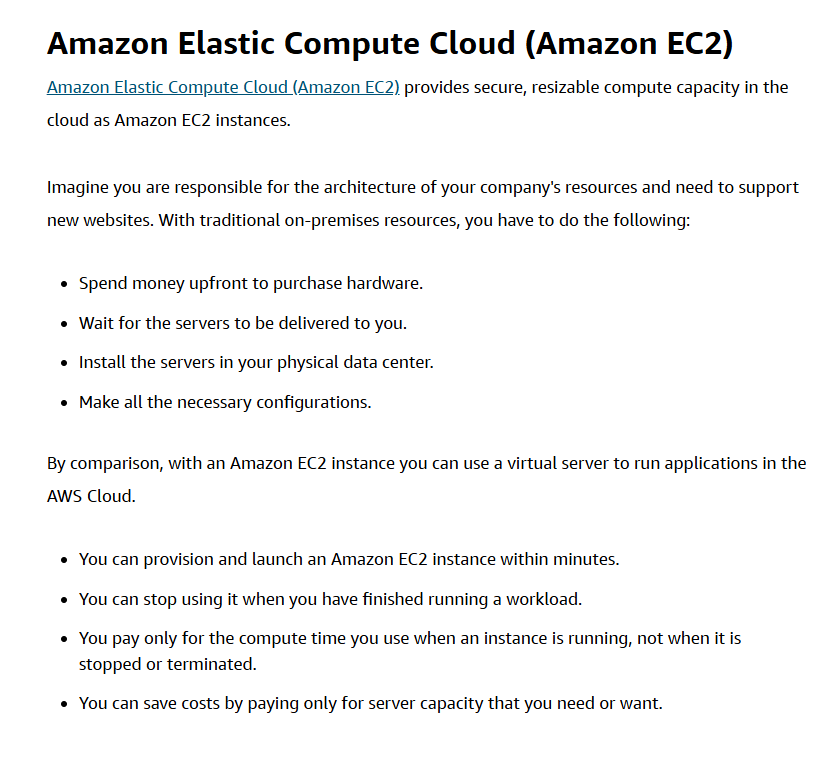 Amazon Elastic Compute Cloud (Amazon EC2)
Amazon Elastic Compute Cloud (Amazon EC2) provides secure, resizable compute capacity in the
cloud as Amazon EC2 instances.
Imagine you are responsible for the architecture of your company's resources and need to support
new websites. With traditional on-premises resources, you have to do the following:
• Spend money upfront to purchase hardware.
• Wait for the servers to be delivered to you.
• Install the servers in your physical data center.
• Make all the necessary configurations.
By comparison, with an Amazon EC2 instance you can use a virtual server to run applications in the
AWS Cloud.
• You can provision and launch an Amazon EC2 instance within minutes.
• You can stop using it when you have finished running a workload.
• You pay only for the compute time you use when an instance is running, not when it is
stopped or terminated.
• You can save costs by paying only for server capacity that you need or want.